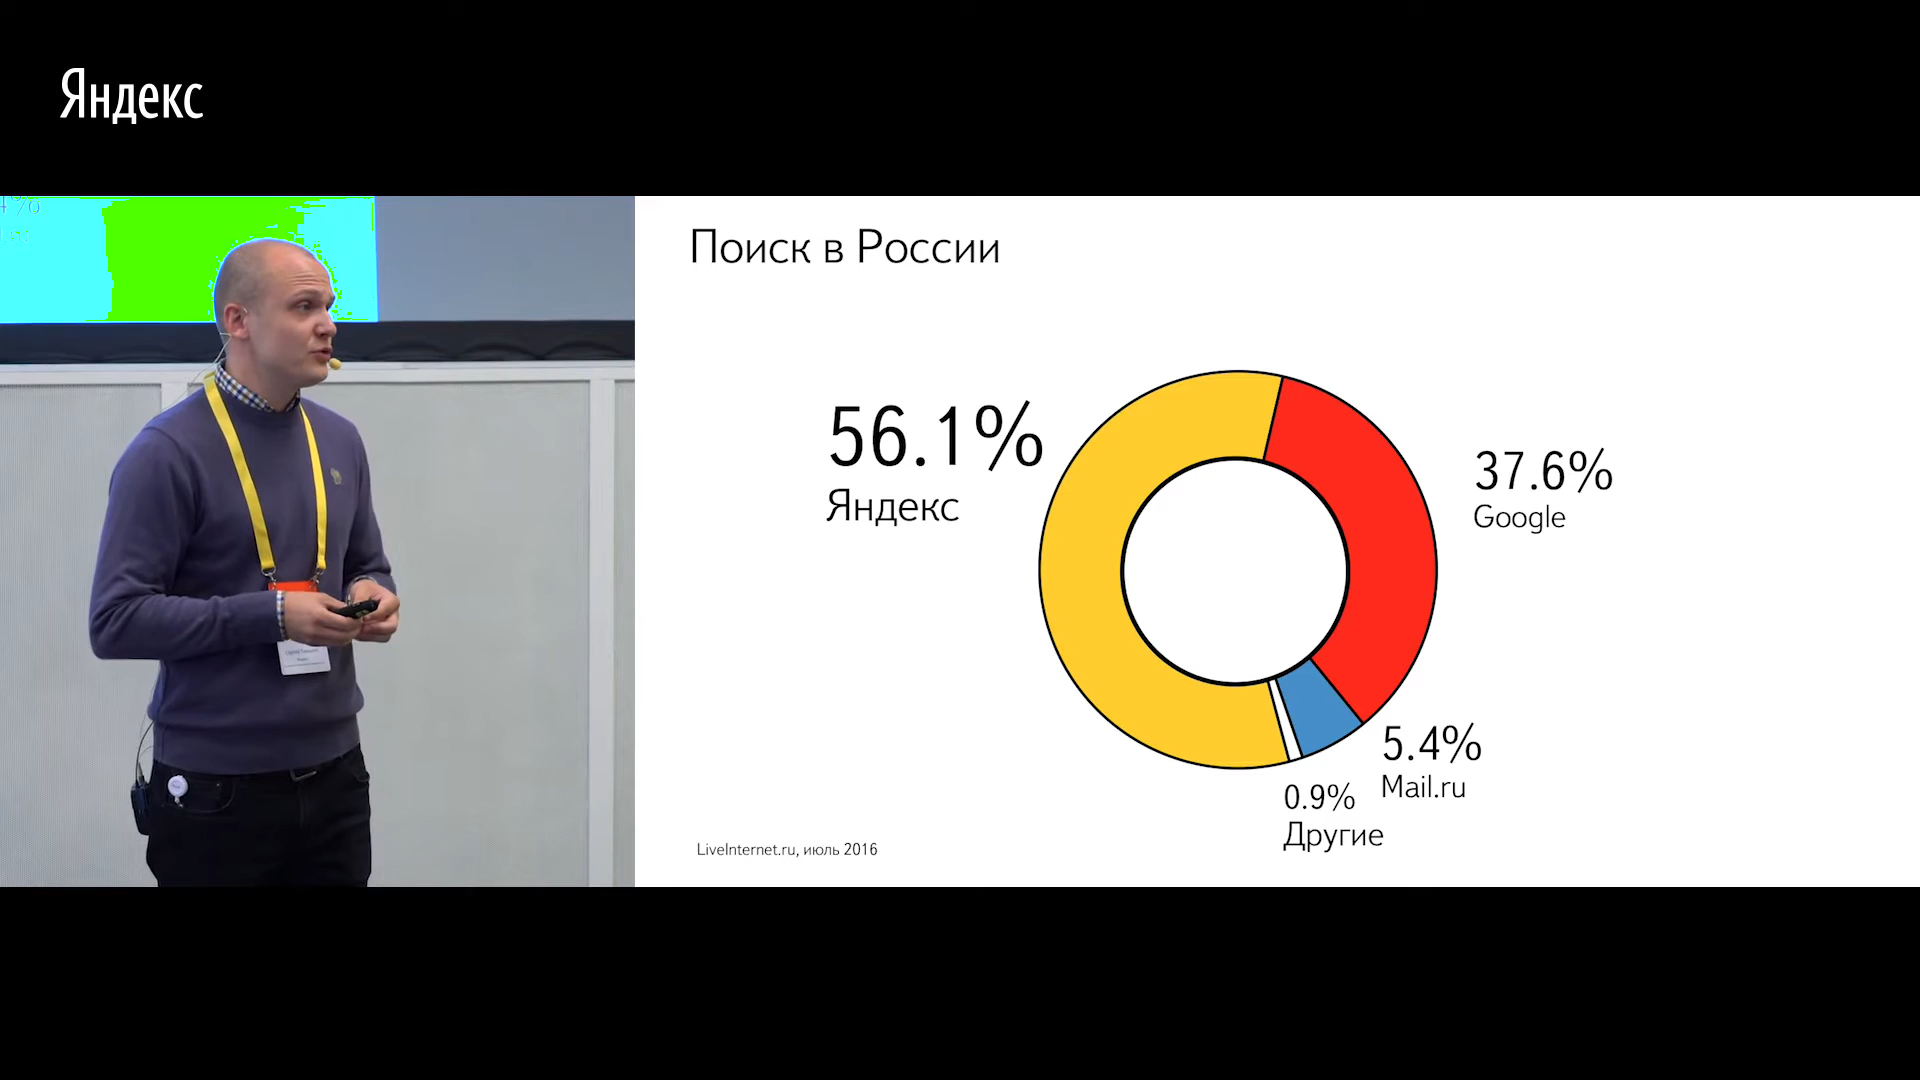 Яндекс
Поиск в России
56.1%
Яндекс
37.6%
Google
5.4%
Mail.ru
0.9%
Другие
LiveInternet.ru, июль 2016